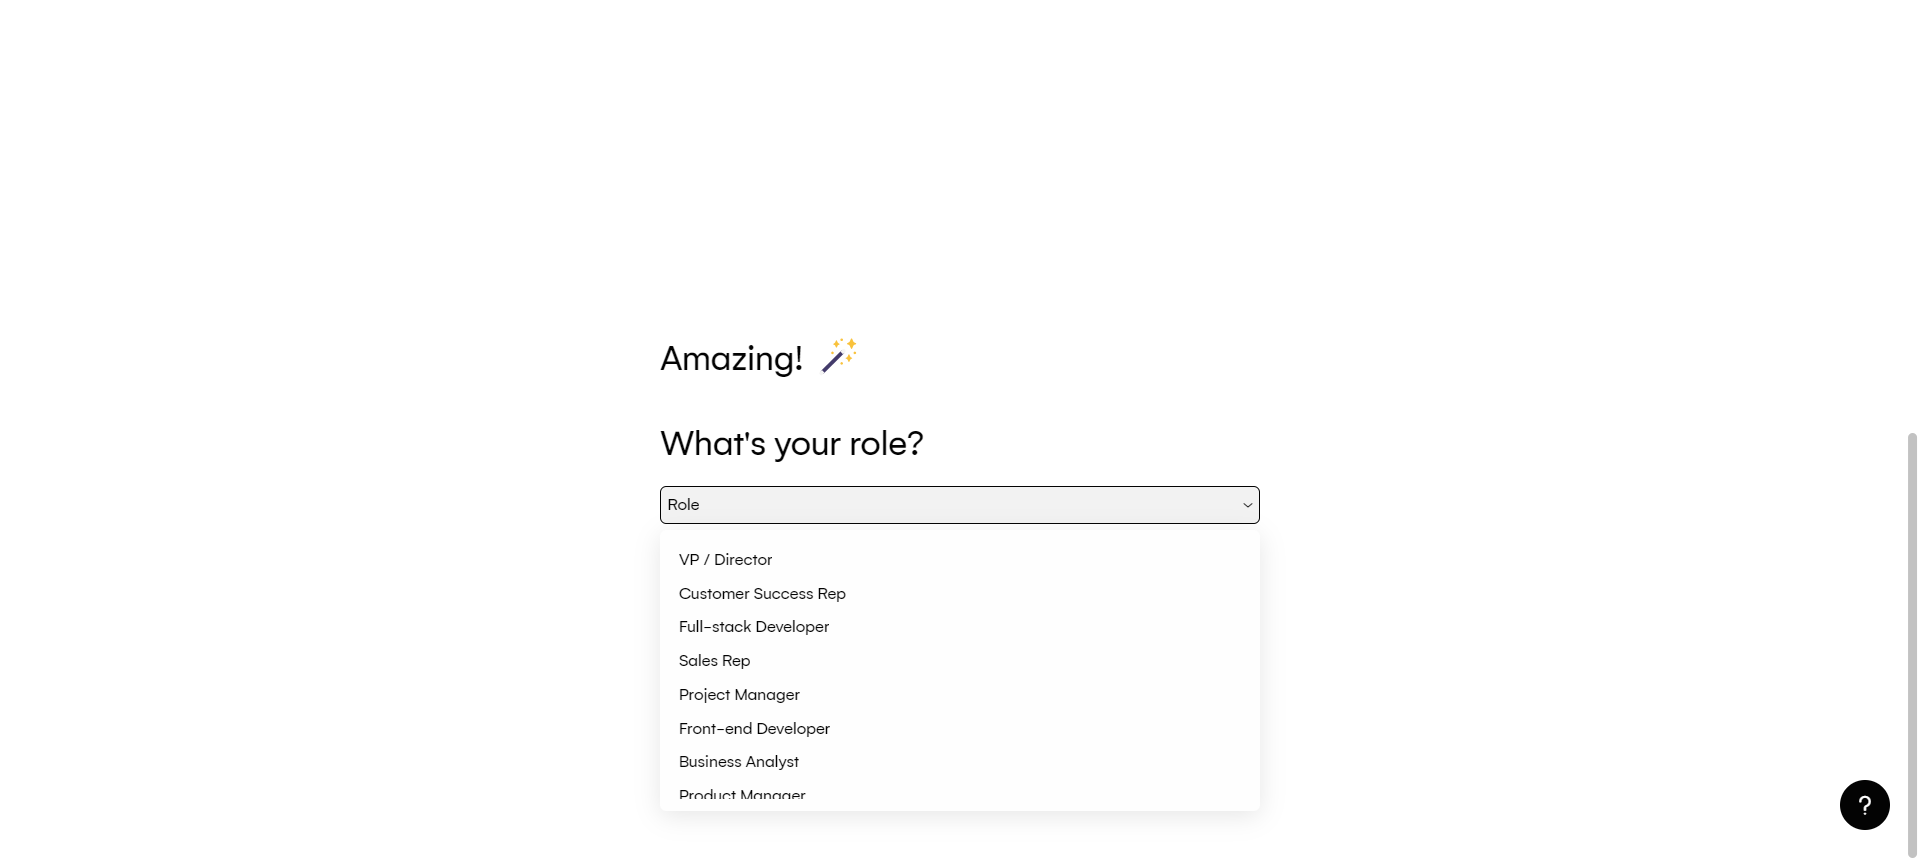 Amazing!
What's your role?
Role
VP / Director
Customer Success Rep
Full-stack Developer
Sales Rep
Project Manager
Front-end Developer
Business Analyst
Product Manager
?